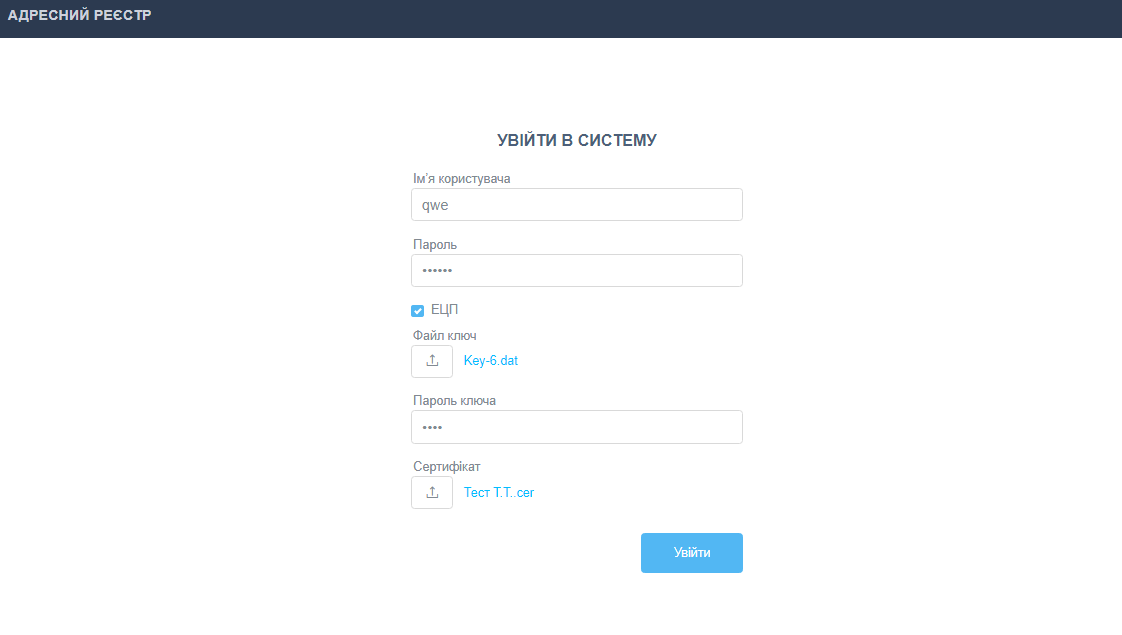 АДРЕСНИЙ РЕЄСТР
УВІЙТИ В СИСТЕМУ
Ім'я користувача
qwe
Пароль
••••••
ЕЦП
Файл ключ
Key-6.dat
Пароль ключа
••••
Сертифікат
Тест Т.Т..cer
Увійти